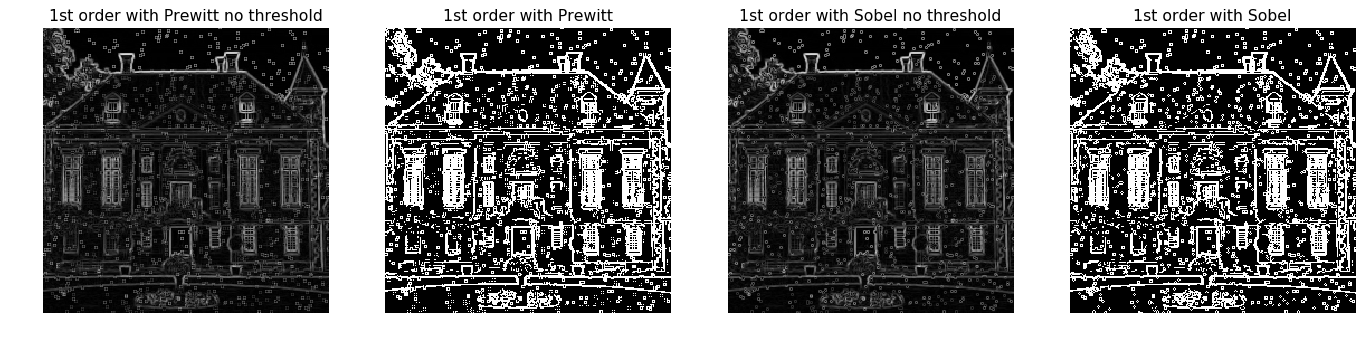 1st order with Prewitt no threshold
1st order with Prewitt
1st order with Sobel no threshold
1st order with Sobel